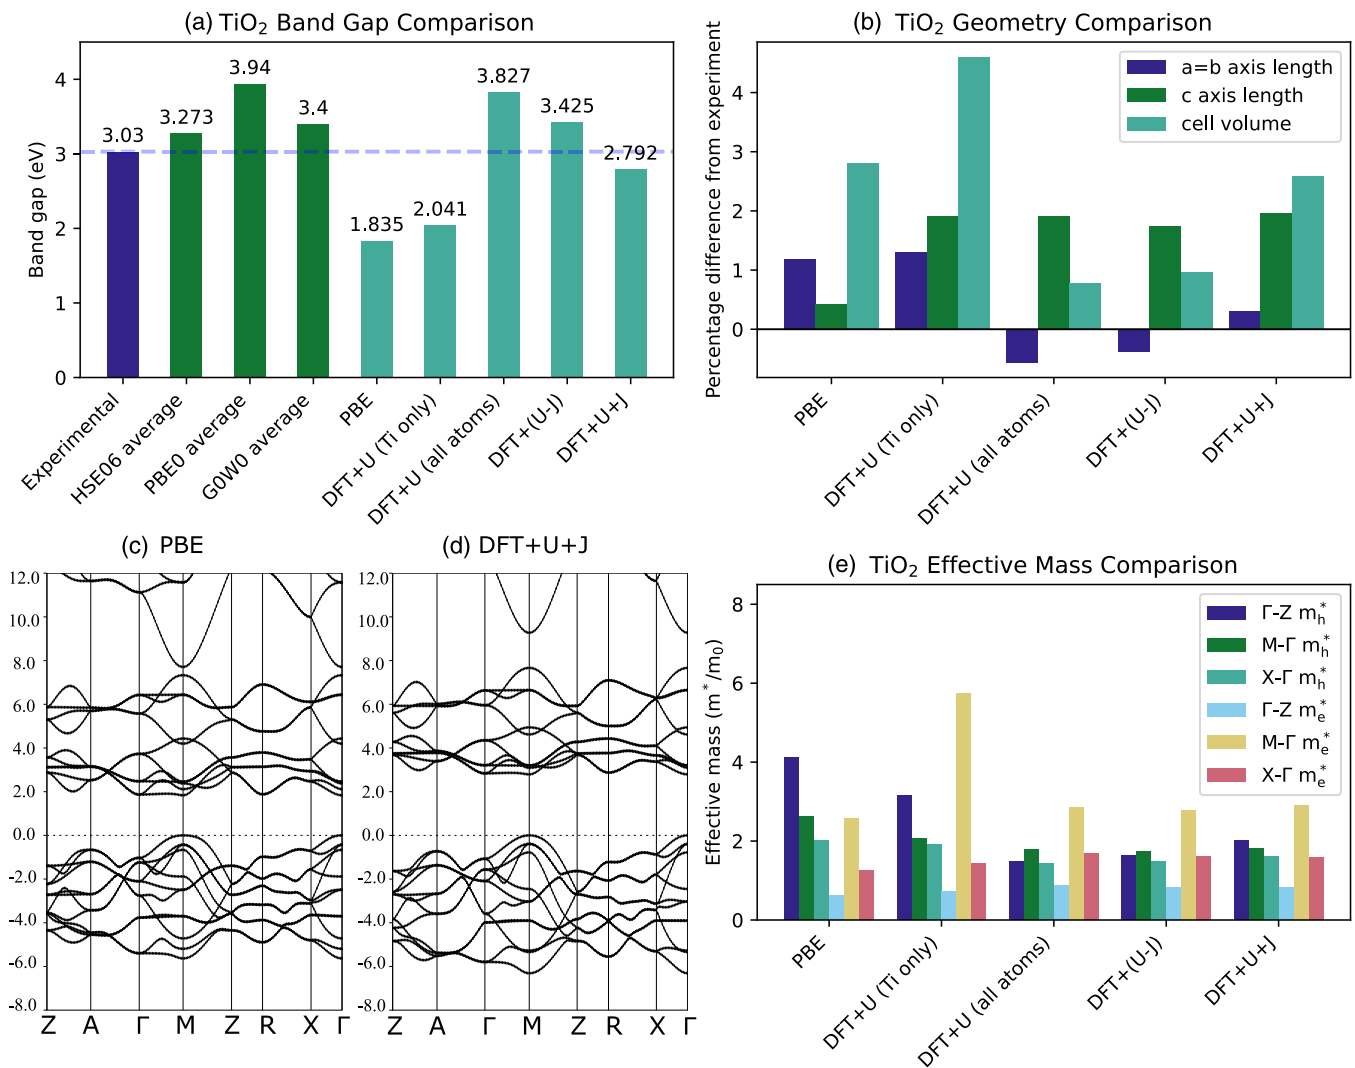 (a) TiO₂ Band Gap Comparison
Band gap (eV)
4
3
2
1
0
3.03
3.273
3.94
3.4
1.835
2.041
3.827
3.425
2.792
Experimental
HSE06 average
PBE0 average
G0W0 average
PBE
DFT+U (Ti only)
DFT+U (all atoms)
DFT+(U-J)
DFT+U+J
(b) TiO₂ Geometry Comparison
Percentage difference from experiment
4
3
2
1
0
a=b axis length
c axis length
cell volume
PBE
DFT+U (Ti only)
DFT+U (all atoms)
DFT+(U-J)
DFT+U+J
(c) PBE
12.0
10.0
8.0
6.0
4.0
2.0
0.0
-2.0
-4.0
-6.0
-8.0
Z A Γ M Z R X Γ
(d) DFT+U+J
12.0
10.0
8.0
6.0
4.0
2.0
0.0
-2.0
-4.0
-6.0
-8.0
Z A Γ M Z R X Γ
(e) TiO₂ Effective Mass Comparison
Effective mass (m*/m₀)
8
6
4
2
0
Γ-Z m*ₕ
M-Γ m*ₕ
X-Γ m*ₕ
Γ-Z m*ₑ
M-Γ m*ₑ
X-Γ m*ₑ
PBE
DFT+U (Ti only)
DFT+U (all atoms)
DFT+(U-J)
DFT+U+J